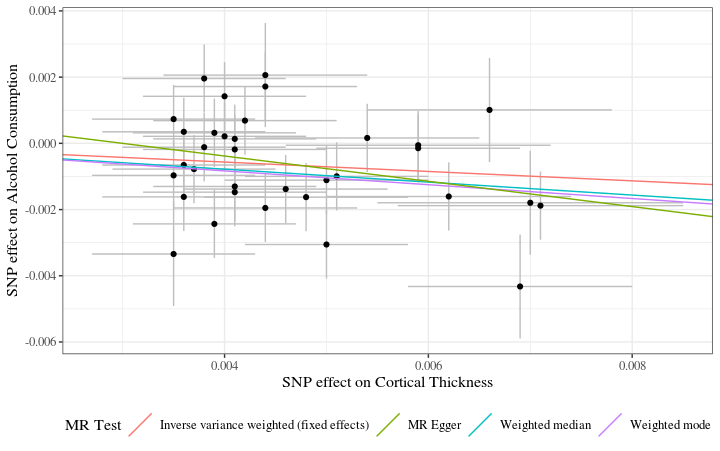 SNP effect on Alcohol Consumption
0.004
0.002
0.000
-0.002
-0.004
-0.006
0.004 0.006 0.008
SNP effect on Cortical Thickness
MR Test Inverse variance weighted (fixed effects) MR Egger Weighted median Weighted mode